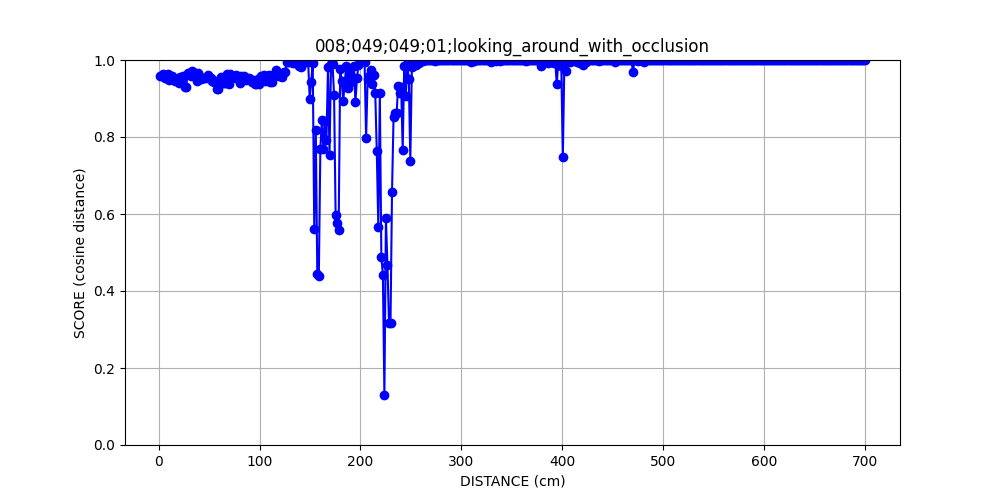 008;049;049;01;looking_around_with_occlusion
1.0
0.8
0.6
0.4
0.2
0.0
SCORE (cosine distance)
0 100 200 300 400 500 600 700
DISTANCE (cm)